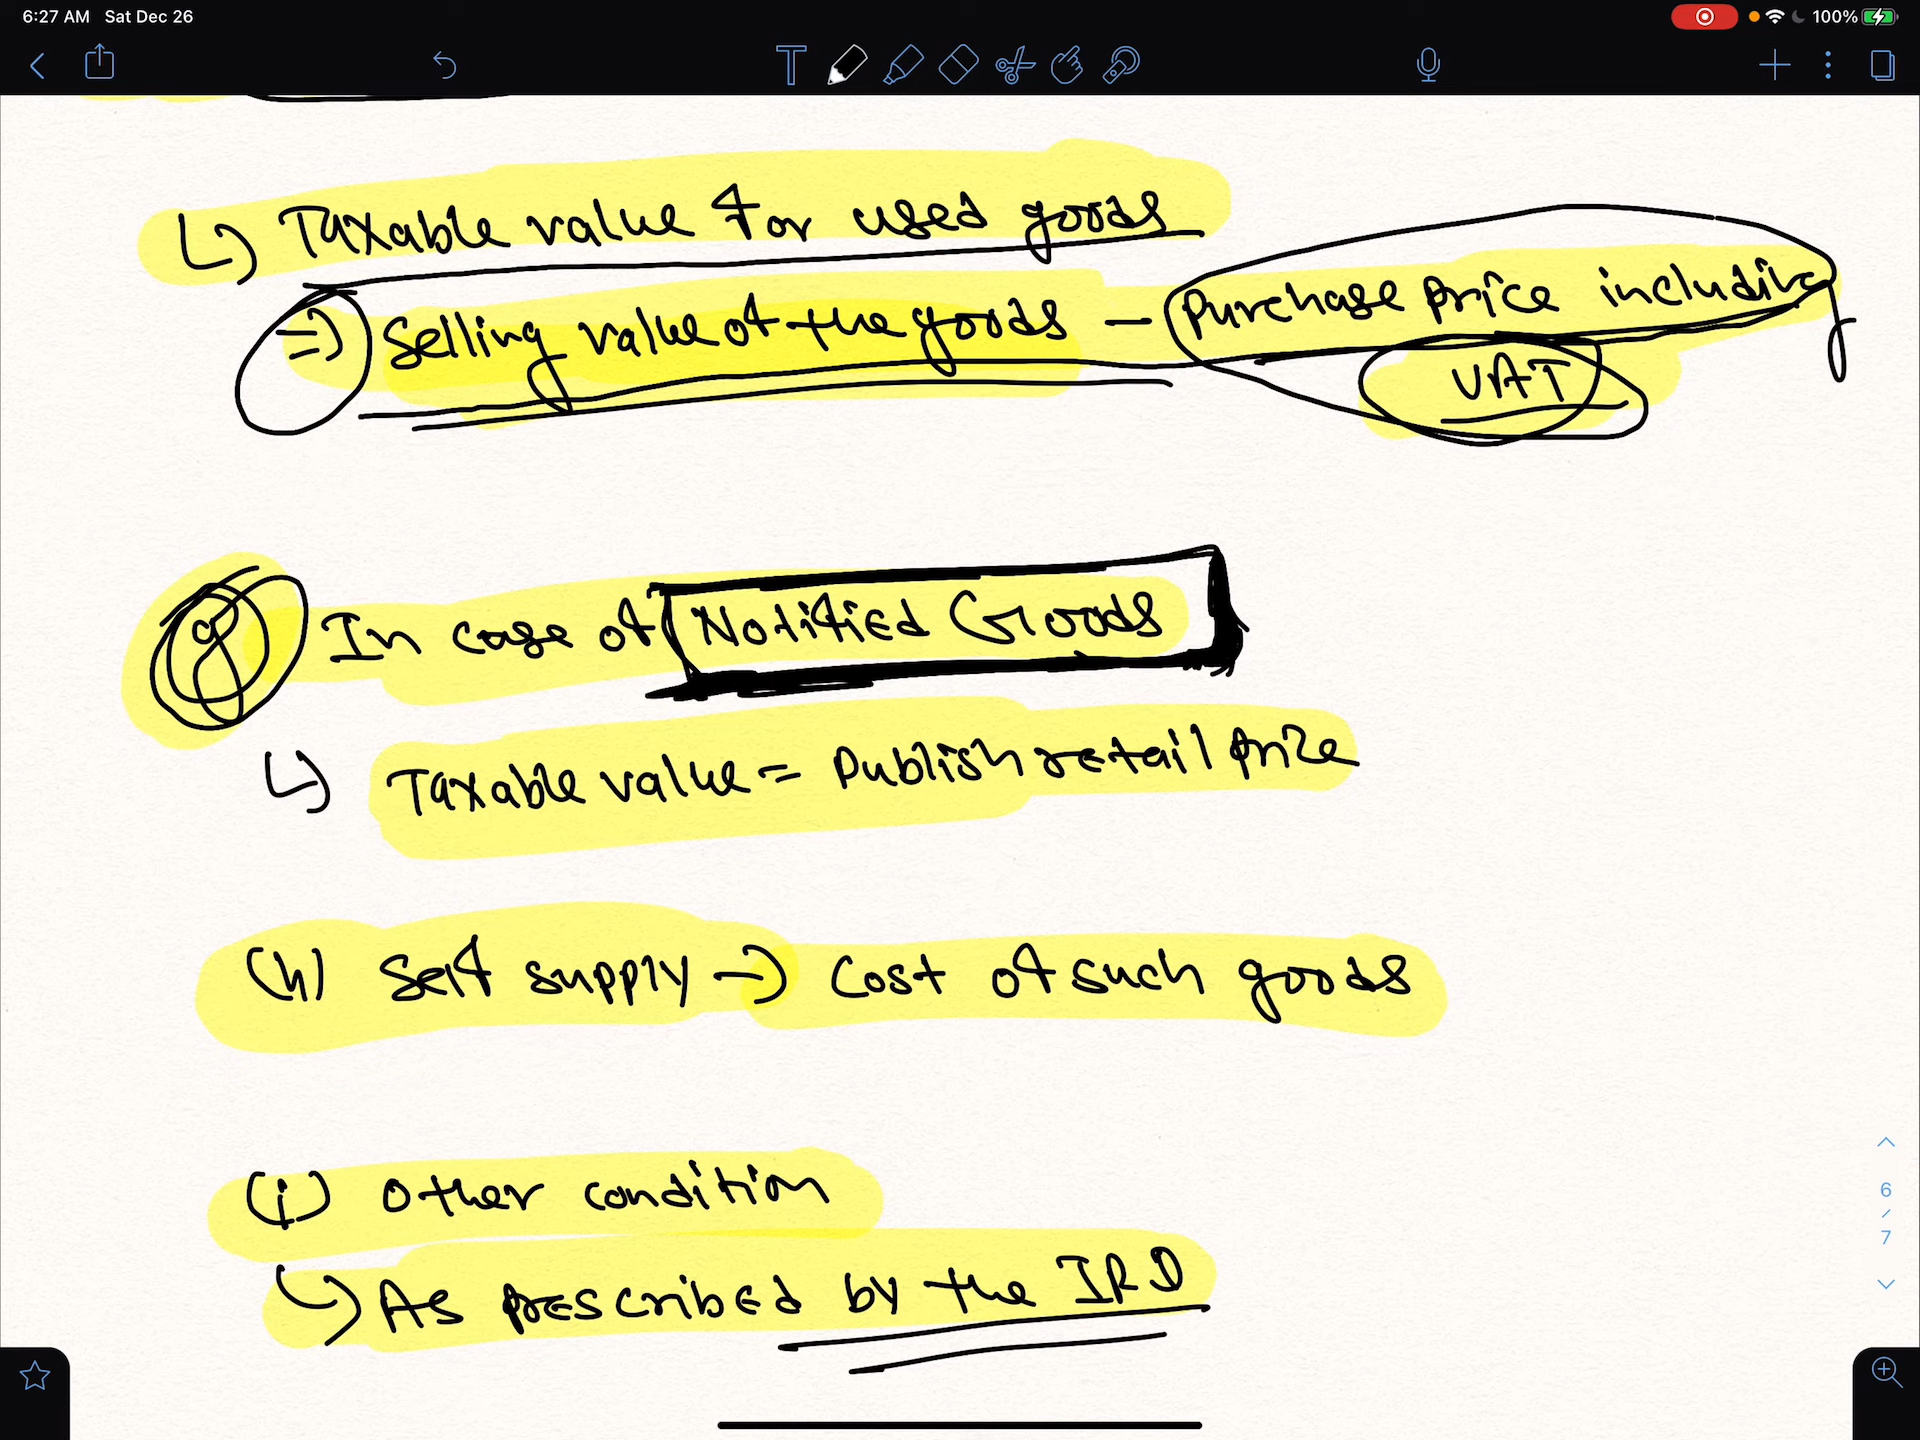 6:27 AM Sat Dec 26
100%
T
↳ Taxable value for used goods
⇒ Selling value of the goods — Purchase price including
VAT
g In case of Notified Goods
↳ Taxable value = Publish retail price
(h) Self supply → Cost of such goods
(i) Other condition
↳ As prescribed by the IRD
6
/
7